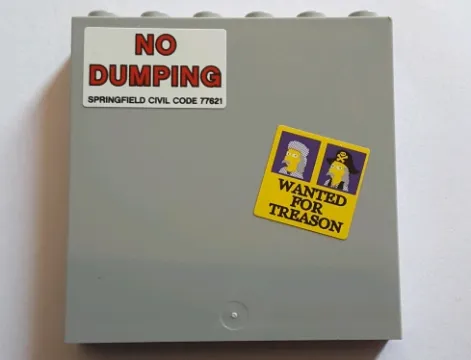 NO
DUMPING
SPRINGFIELD CIVIL CODE 77621
WANTED
FOR
TREASON